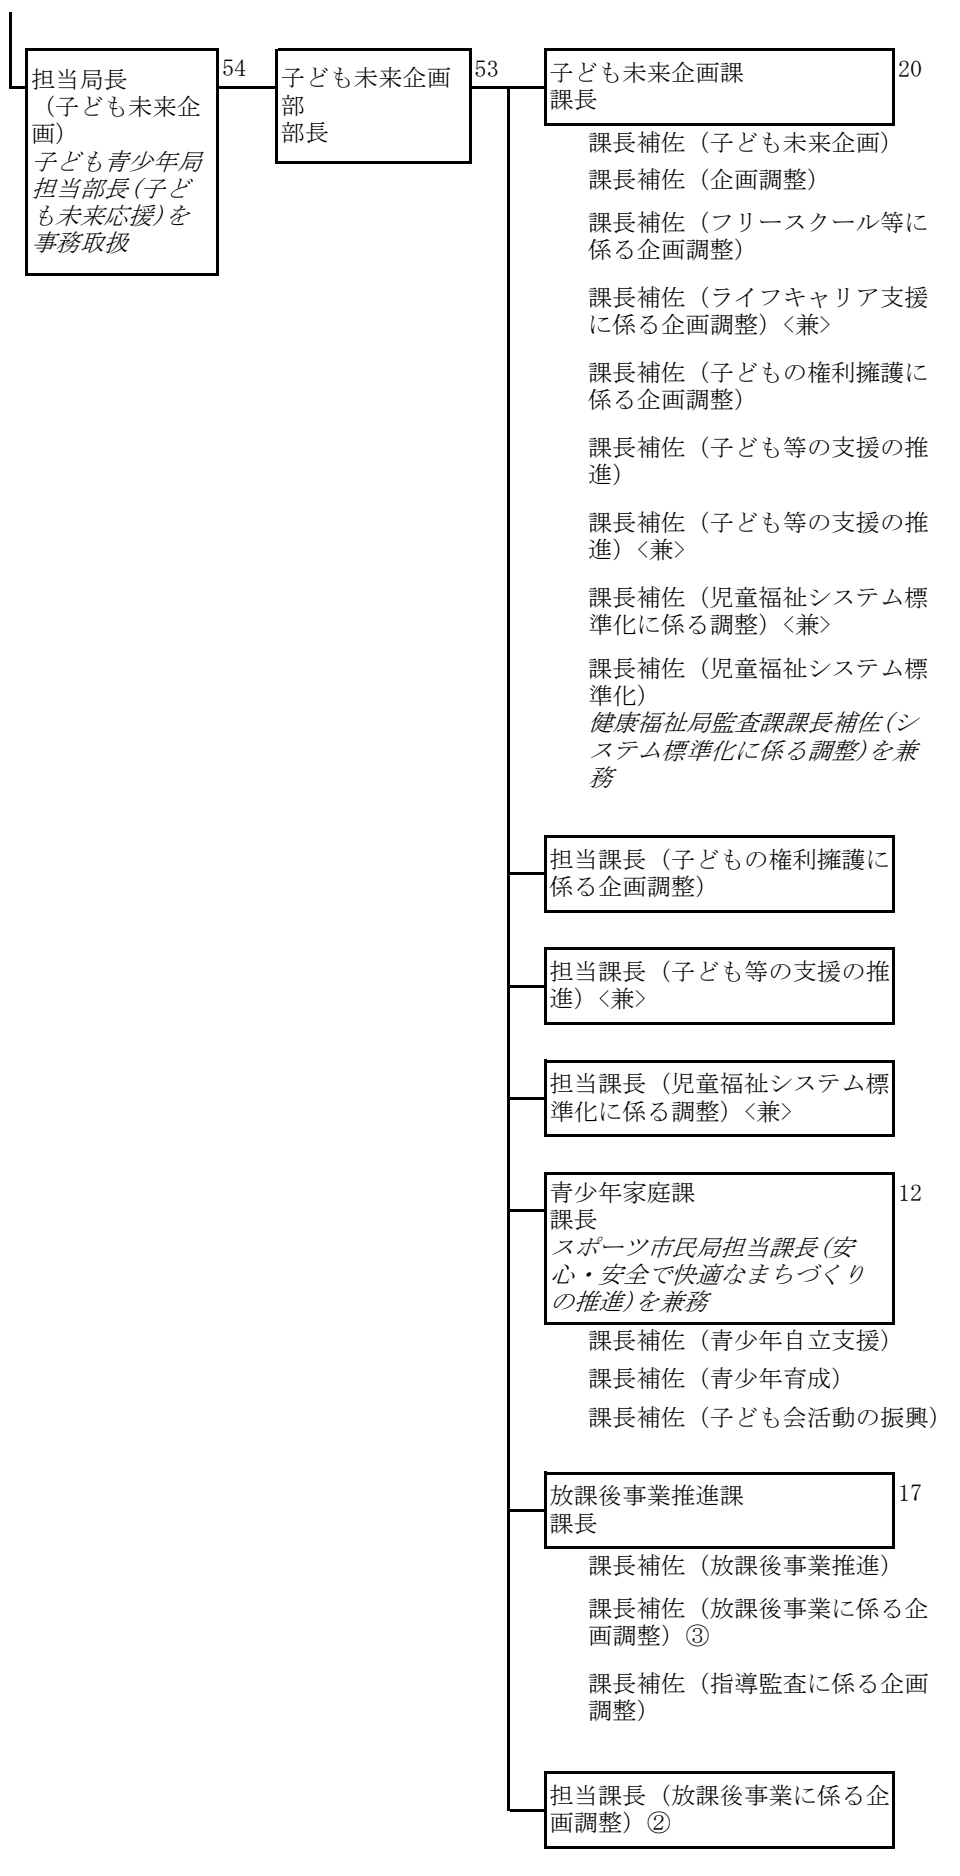 担当局長
（子ども未来企
画）
子ども青少年局
担当部長(子ど
も未来応援)を
事務取扱
54
子ども未来企画
部
部長
53
子ども未来企画課
課長
20
課長補佐（子ども未来企画）
課長補佐（企画調整）
課長補佐（フリースクール等に
係る企画調整）
課長補佐（ライフキャリア支援
に係る企画調整）<兼>
課長補佐（子どもの権利擁護に
係る企画調整）
課長補佐（子ども等の支援の推
進）
課長補佐（子ども等の支援の推
進）<兼>
課長補佐（児童福祉システム標
準化に係る調整）<兼>
課長補佐（児童福祉システム標
準化）
健康福祉局監査課課長補佐(シ
ステム標準化に係る調整)を兼
務
担当課長（子どもの権利擁護に
係る企画調整）
担当課長（子ども等の支援の推
進）<兼>
担当課長（児童福祉システム標
準化に係る調整）<兼>
青少年家庭課
課長
スポーツ市民局担当課長(安
心・安全で快適なまちづくり
の推進)を兼務
12
課長補佐（青少年自立支援）
課長補佐（青少年育成）
課長補佐（子ども会活動の振興）
放課後事業推進課
課長
17
課長補佐（放課後事業推進）
課長補佐（放課後事業に係る企
画調整）③
課長補佐（指導監査に係る企画
調整）
担当課長（放課後事業に係る企
画調整）②